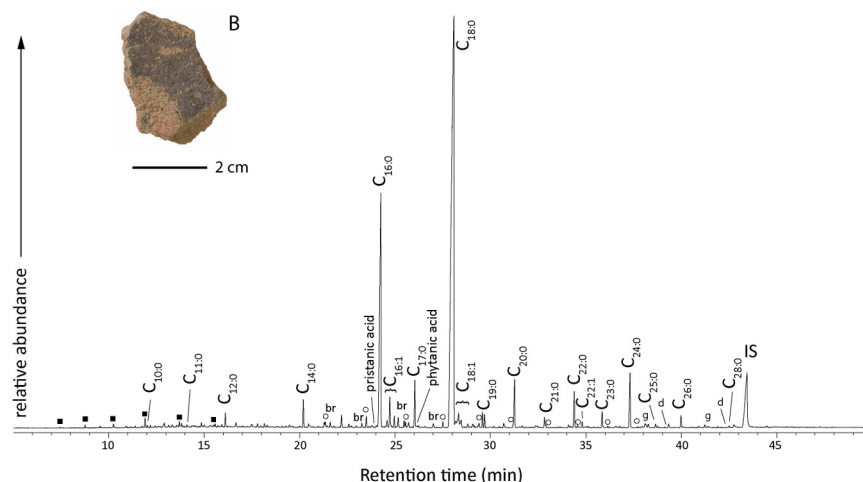 B
2 cm
relative abundance
C10:0
C11:0
C12:0
C14:0
br
br
pristanic acid
C16:0
}C16:1
br
C17:0
phytanic acid
br
C18:0
} C18:1
C19:0
C20:0
C21:0
C22:0
C22:1
C23:0
C24:0
g
C25:0
d
C26:0
g
d
C28:0
IS
10 15 20 25 30 35 40 45
Retention time (min)